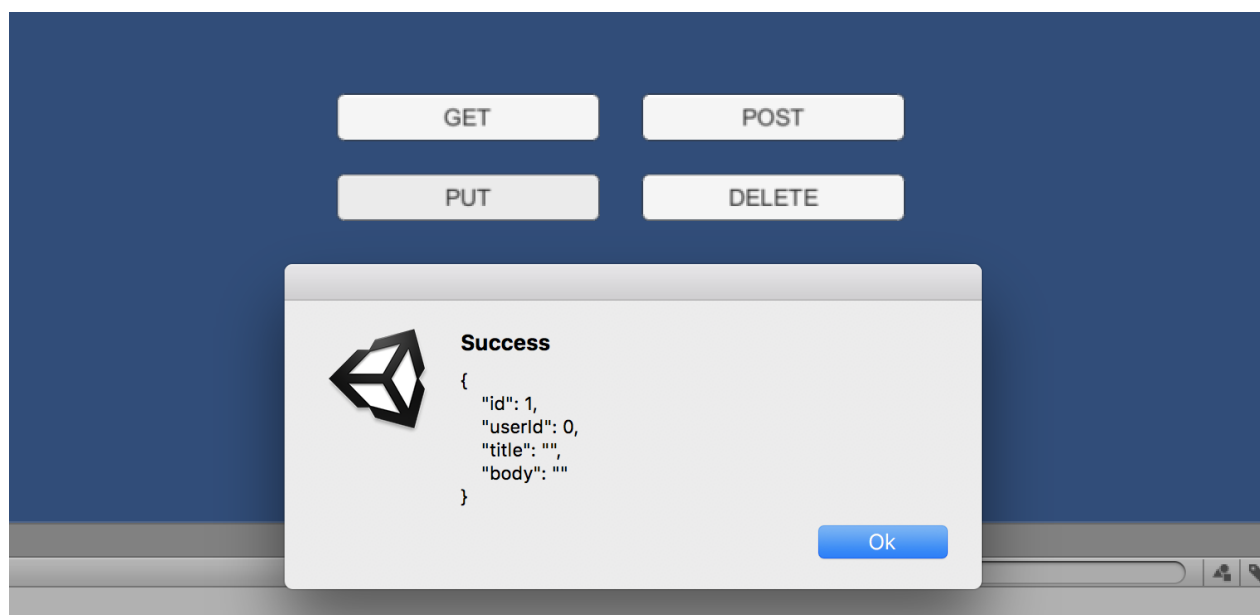 GET
POST
PUT
DELETE
Success
{
"id": 1,
"userId": 0,
"title": "",
"body": ""
}
Ok